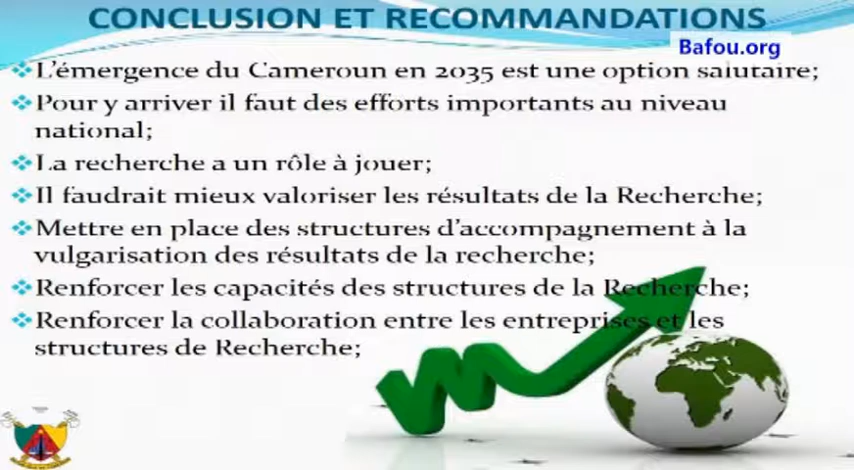 CONCLUSION ET RECOMMANDATIONS
Bafou.org
L'émergence du Cameroun en 2035 est une option salutaire;
Pour y arriver il faut des efforts importants au niveau
national;
La recherche a un rôle à jouer;
Il faudrait mieux valoriser les résultats de la Recherche;
Mettre en place des structures d'accompagnement à la
vulgarisation des résultats de la recherche;
Renforcer les capacités des structures de la Recherche;
Renforcer la collaboration entre les entreprises et les
structures de Recherche;